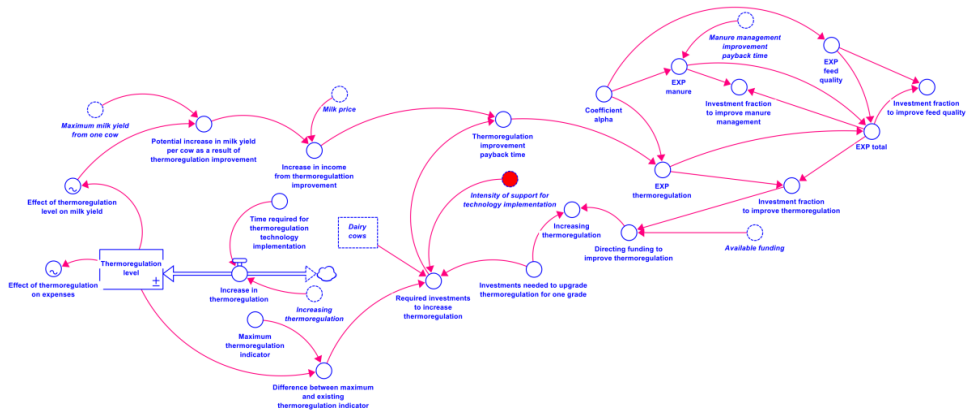 Manure management
improvement
payback time
EXP
feed
quality
EXP
manure
Investment fraction
to improve manure
management
Investment fraction
to improve feed quality
Coefficient
alpha
EXP total
Milk price
Maximum milk yield
from one cow
Potential increase in milk yield
per cow as a result of
thermoregulation improvement
Thermoregulation
improvement
payback time
Increase in income
from thermoregulattion
improvement
EXP
thermoregulation
Investment fraction
to improve thermoregulation
Effect of thermoregulation
level on milk yield
Intensity of support for
technology implementation
Time required for
thermoregulation
technology
implementation
Dairy
cows
Increasing
thermoregulation
Directing funding to
improve thermoregulation
Available funding
Thermoregulation
level
±
Effect of thermoregulation
on expenses
Increase in
thermoregulation
Increasing
thermoregulation
Required investments
to increase
thermoregulation
Investments needed to upgrade
thermoregulation for one grade
Maximum
thermoregulation
indicator
Difference between maximum
and existing
thermoregulation indicator